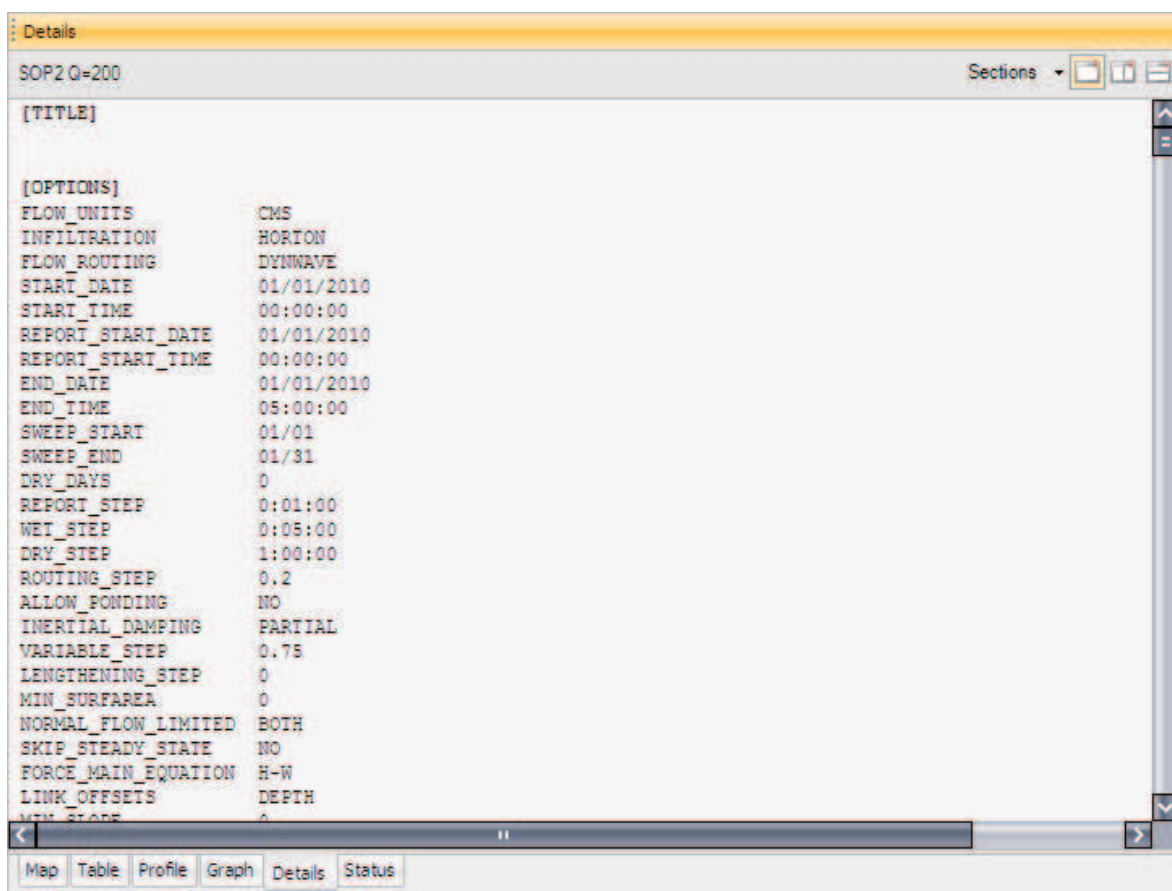 Details
SOP2 Q=200 Sections
[TITLE]
[OPTIONS]
FLOW_UNITS CMS
INFILTRATION HORTON
FLOW_ROUTING DYNWAVE
START_DATE 01/01/2010
START_TIME 00:00:00
REPORT_START_DATE 01/01/2010
REPORT_START_TIME 00:00:00
END_DATE 01/01/2010
END_TIME 05:00:00
SWEEP_START 01/01
SWEEP_END 01/31
DRY_DAYS 0
REPORT_STEP 0:01:00
WET_STEP 0:05:00
DRY_STEP 1:00:00
ROUTING_STEP 0.2
ALLOW_PONDING NO
INERTIAL_DAMPING PARTIAL
VARIABLE_STEP 0.75
LENGTHENING_STEP 0
MIN_SURFAREA 0
NORMAL_FLOW_LIMITED BOTH
SKIP_STEADY_STATE NO
FORCE_MAIN_EQUATION H-W
LINK_OFFSETS DEPTH
MIN_SLOPE 0
Map Table Profile Graph Details Status